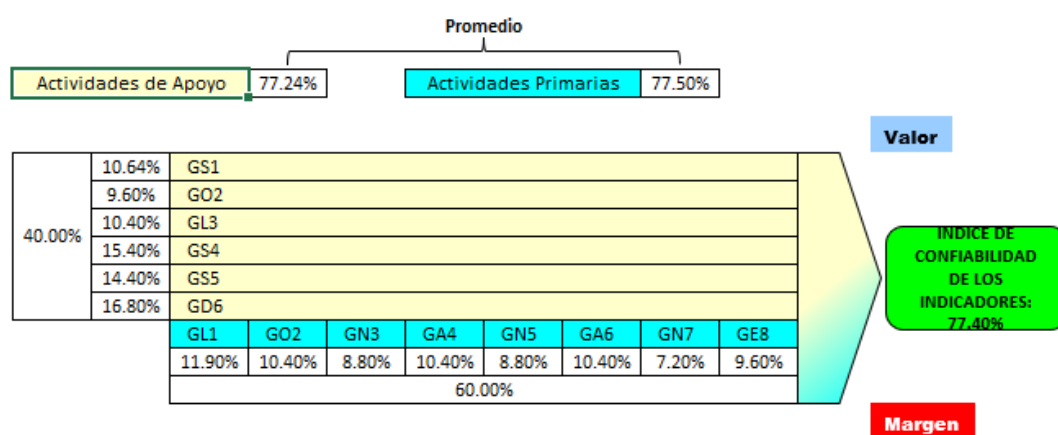 Promedio
Actividades de Apoyo 77.24% Actividades Primarias 77.50%
Valor
40.00%
10.64% GS1
9.60% GO2
10.40% GL3
15.40% GS4
14.40% GS5
16.80% GD6
GL1 GO2 GN3 GA4 GN5 GA6 GN7 GE8
11.90% 10.40% 8.80% 10.40% 8.80% 10.40% 7.20% 9.60%
60.00%
INDICE DE
CONFIABILIDAD
DE LOS
INDICADORES:
77.40%
Margen